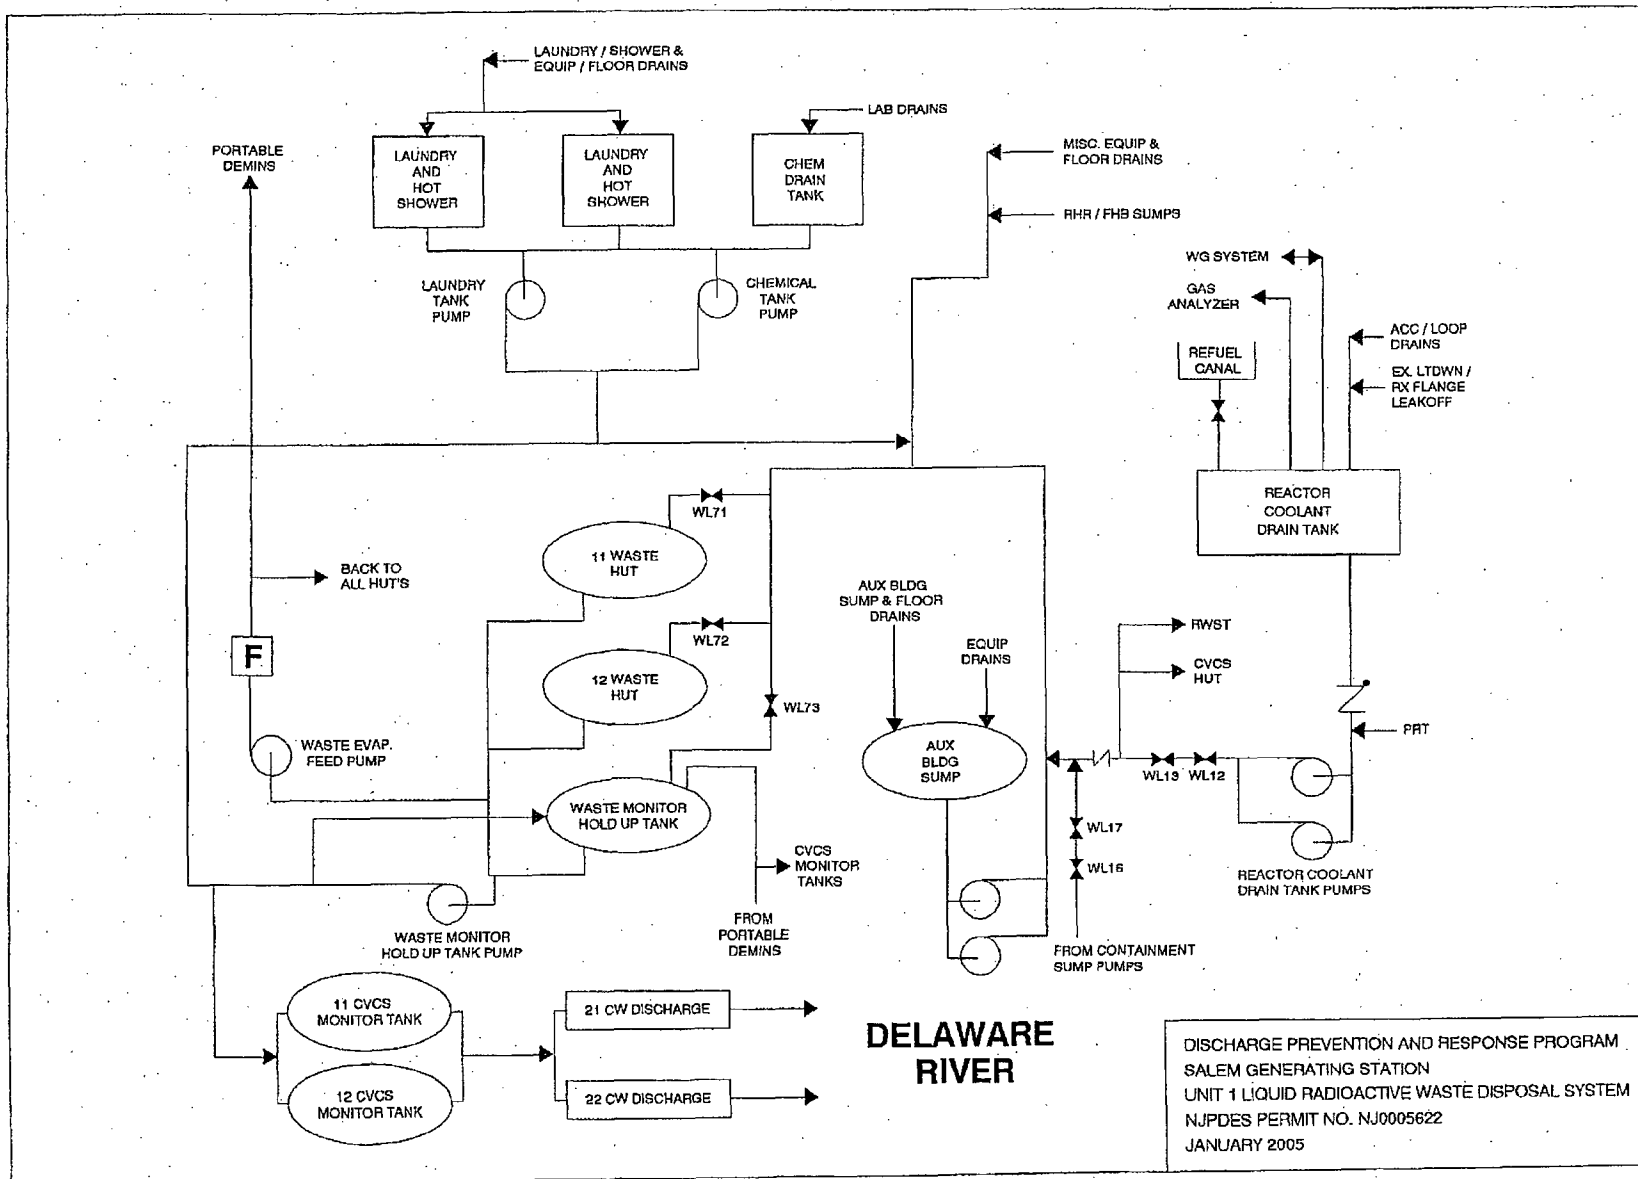 LAUNDRY / SHOWER &
EQUIP / FLOOR DRAINS
LAB DRAINS
PORTABLE
DEMINS
LAUNDRY
AND
HOT
SHOWER
LAUNDRY
AND
HOT
SHOWER
CHEM
DRAIN
TANK
MISC. EQUIP &
FLOOR DRAINS
RHR / FHB SUMPS
WG SYSTEM
GAS
ANALYZER
LAUNDRY
TANK
PUMP
CHEMICAL
TANK
PUMP
REFUEL
CANAL
ACC / LOOP
DRAINS
EX. LTDWN /
RX FLANGE
LEAKOFF
REACTOR
COOLANT
DRAIN TANK
WL71
11 WASTE
HUT
BACK TO
ALL HUT'S
AUX BLDG
SUMP & FLOOR
DRAINS
WL72
EQUIP
DRAINS
RWST
CVCS
HUT
F
12 WASTE
HUT
WL73
PRT
WASTE EVAP.
FEED PUMP
AUX
BLDG
SUMP
WL13
WL12
WASTE MONITOR
HOLD UP TANK
WL17
CVCS
MONITOR
TANKS
WL16
REACTOR COOLANT
DRAIN TANK PUMPS
FROM
PORTABLE
DEMINS
WASTE MONITOR
HOLD UP TANK PUMP
FROM CONTAINMENT
SUMP PUMPS
11 CVCS
MONITOR TANK
21 CW DISCHARGE
12 CVCS
MONITOR TANK
22 CW DISCHARGE
DELAWARE
RIVER
DISCHARGE PREVENTION AND RESPONSE PROGRAM
SALEM GENERATING STATION
UNIT 1 LIQUID RADIOACTIVE WASTE DISPOSAL SYSTEM
NJPDES PERMIT NO. NJ0005622
JANUARY 2005